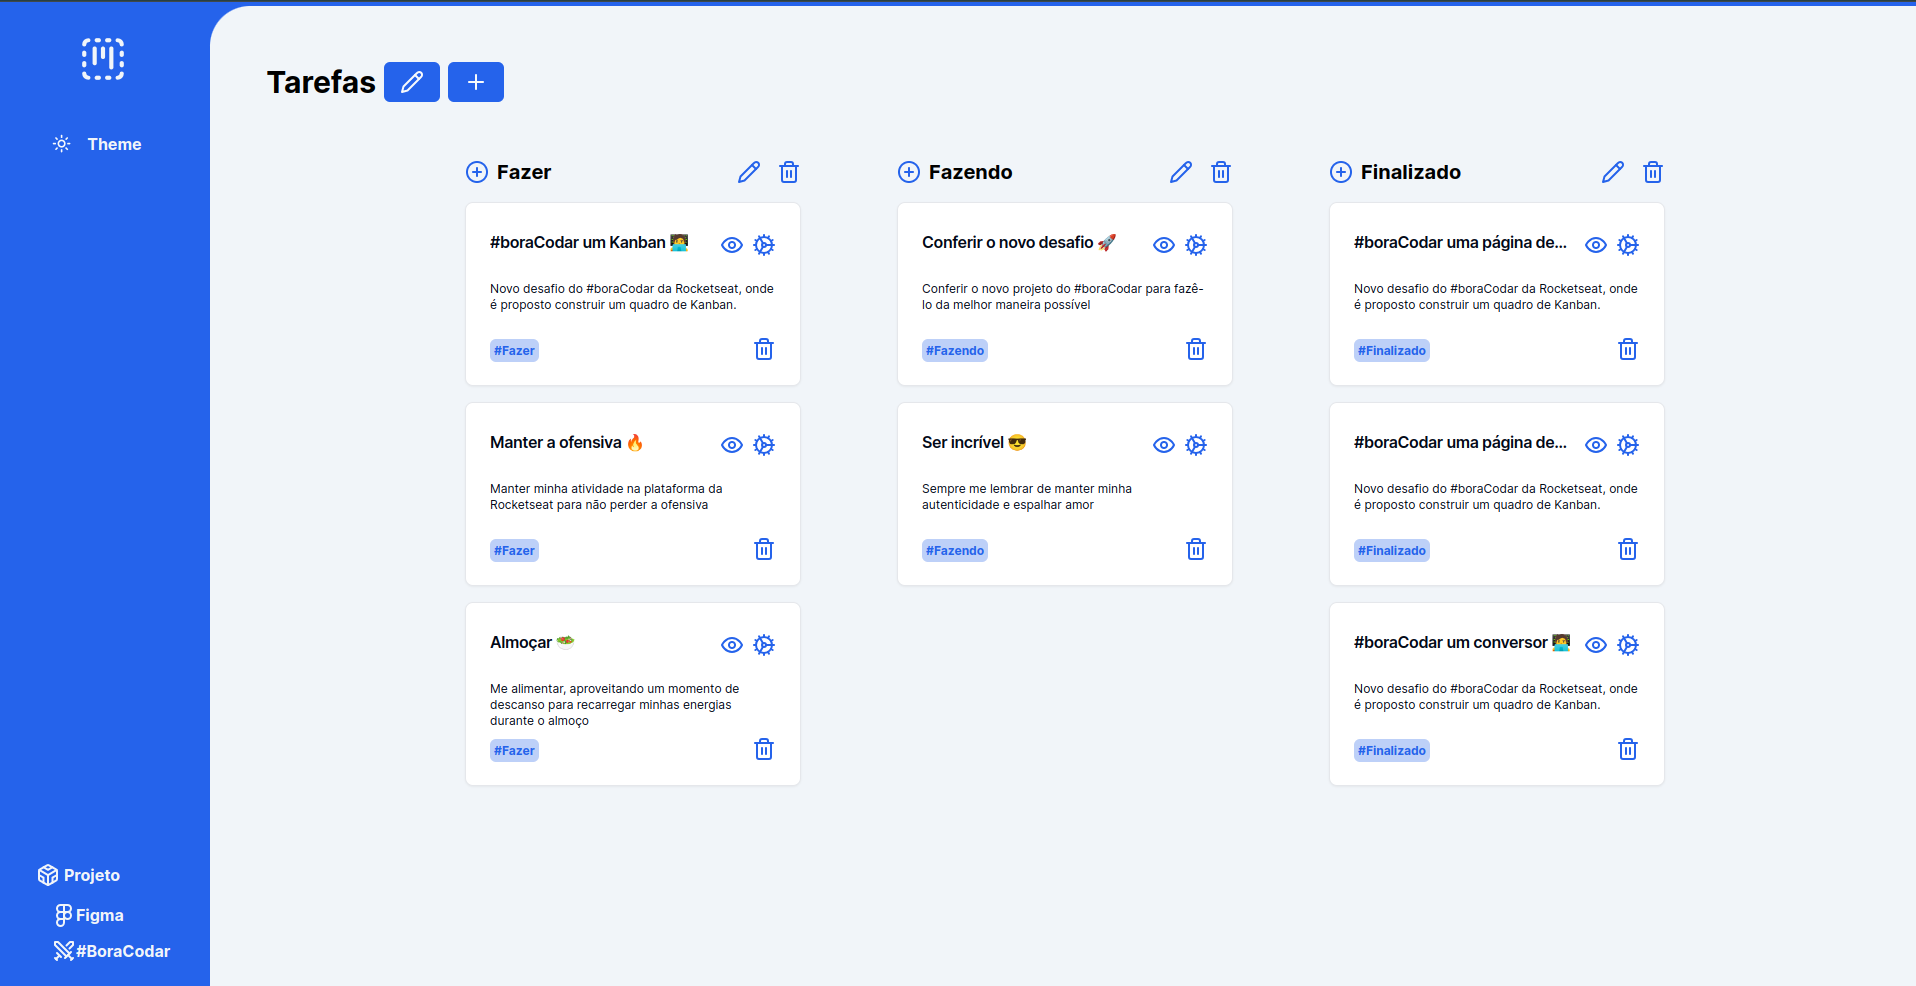 Theme
Projeto
Figma
#BoraCodar
Tarefas
Fazer
#boraCodar um Kanban 🧑‍💻
Novo desafio do #boraCodar da Rocketseat, onde
é proposto construir um quadro de Kanban.
#Fazer
Manter a ofensiva 🔥
Manter minha atividade na plataforma da
Rocketseat para não perder a ofensiva
#Fazer
Almoçar 🥗
Me alimentar, aproveitando um momento de
descanso para recarregar minhas energias
durante o almoço
#Fazer
Fazendo
Conferir o novo desafio 🚀
Conferir o novo projeto do #boraCodar para fazê-
lo da melhor maneira possível
#Fazendo
Ser incrível 😎
Sempre me lembrar de manter minha
autenticidade e espalhar amor
#Fazendo
Finalizado
#boraCodar uma página de...
Novo desafio do #boraCodar da Rocketseat, onde
é proposto construir um quadro de Kanban.
#Finalizado
#boraCodar uma página de...
Novo desafio do #boraCodar da Rocketseat, onde
é proposto construir um quadro de Kanban.
#Finalizado
#boraCodar um conversor 🧑‍💻
Novo desafio do #boraCodar da Rocketseat, onde
é proposto construir um quadro de Kanban.
#Finalizado